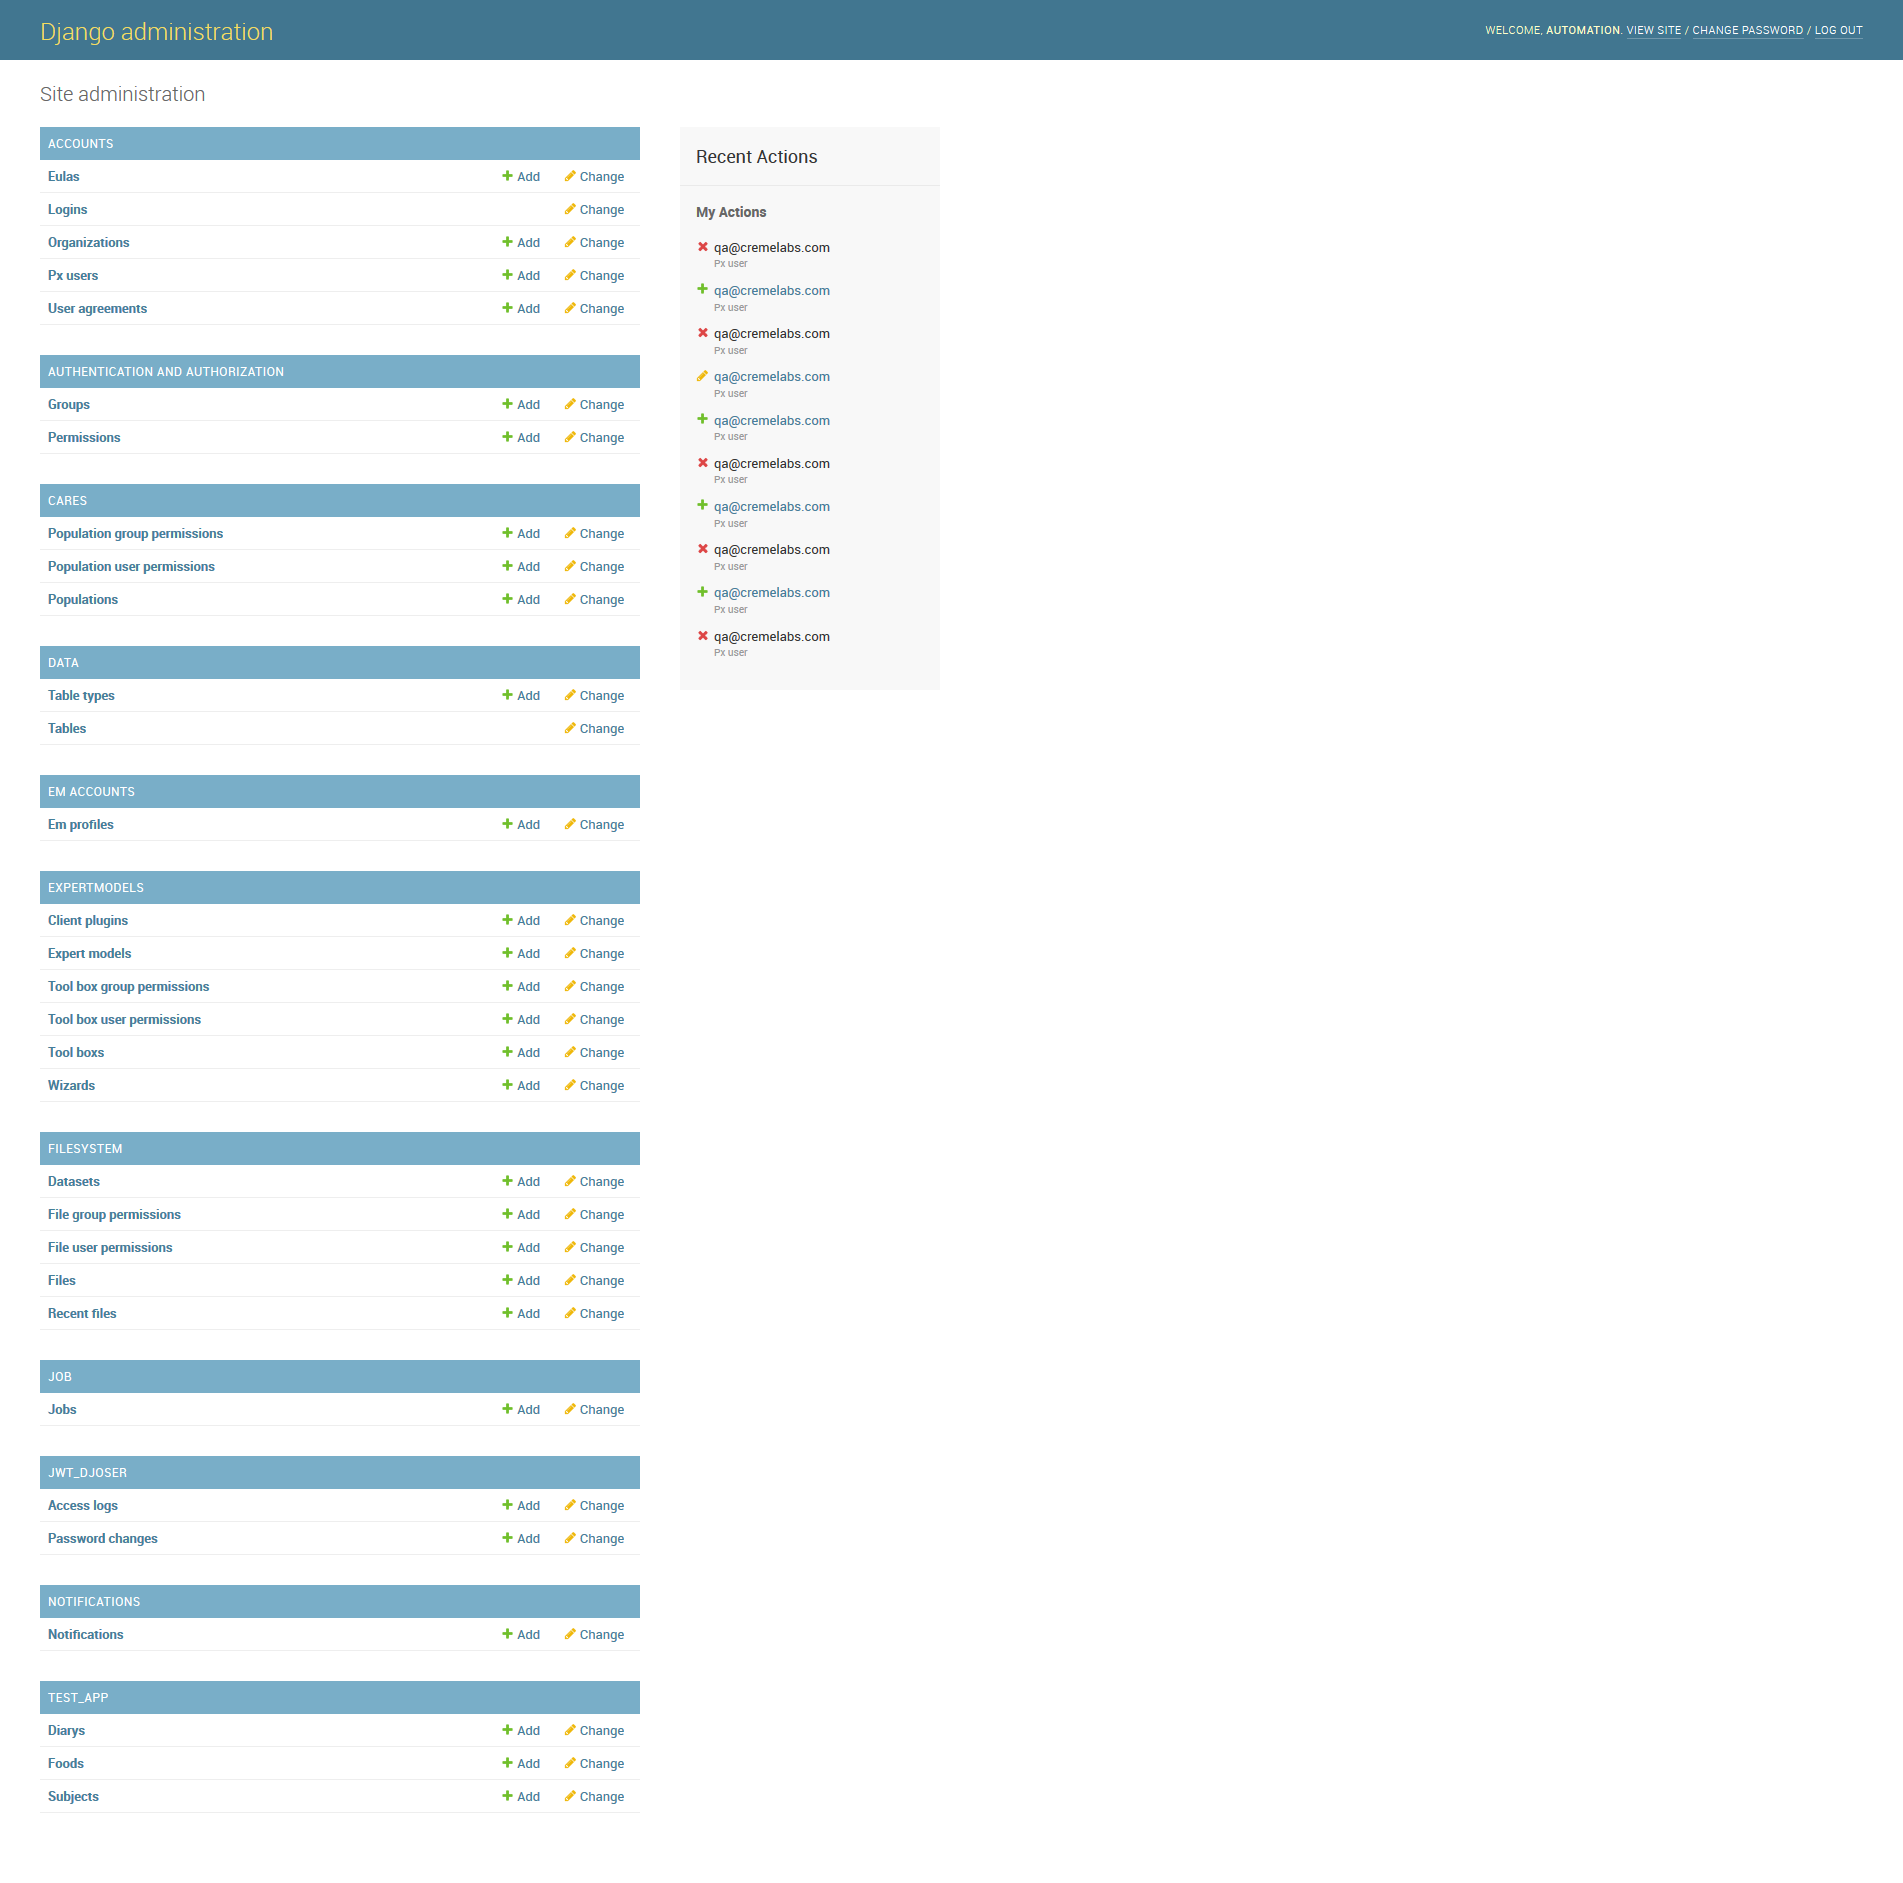 Django administration
WELCOME, AUTOMATION. VIEW SITE / CHANGE PASSWORD / LOG OUT
Site administration
ACCOUNTS
Eulas Add Change
Logins Change
Organizations Add Change
Px users Add Change
User agreements Add Change
AUTHENTICATION AND AUTHORIZATION
Groups Add Change
Permissions Add Change
CARES
Population group permissions Add Change
Population user permissions Add Change
Populations Add Change
DATA
Table types Add Change
Tables Change
EM ACCOUNTS
Em profiles Add Change
EXPERTMODELS
Client plugins Add Change
Expert models Add Change
Tool box group permissions Add Change
Tool box user permissions Add Change
Tool boxs Add Change
Wizards Add Change
FILESYSTEM
Datasets Add Change
File group permissions Add Change
File user permissions Add Change
Files Add Change
Recent files Add Change
JOB
Jobs Add Change
JWT_DJOSER
Access logs Add Change
Password changes Add Change
NOTIFICATIONS
Notifications Add Change
TEST_APP
Diarys Add Change
Foods Add Change
Subjects Add Change
Recent Actions
My Actions
qa@cremelabs.com
Px user
qa@cremelabs.com
Px user
qa@cremelabs.com
Px user
qa@cremelabs.com
Px user
qa@cremelabs.com
Px user
qa@cremelabs.com
Px user
qa@cremelabs.com
Px user
qa@cremelabs.com
Px user
qa@cremelabs.com
Px user
qa@cremelabs.com
Px user